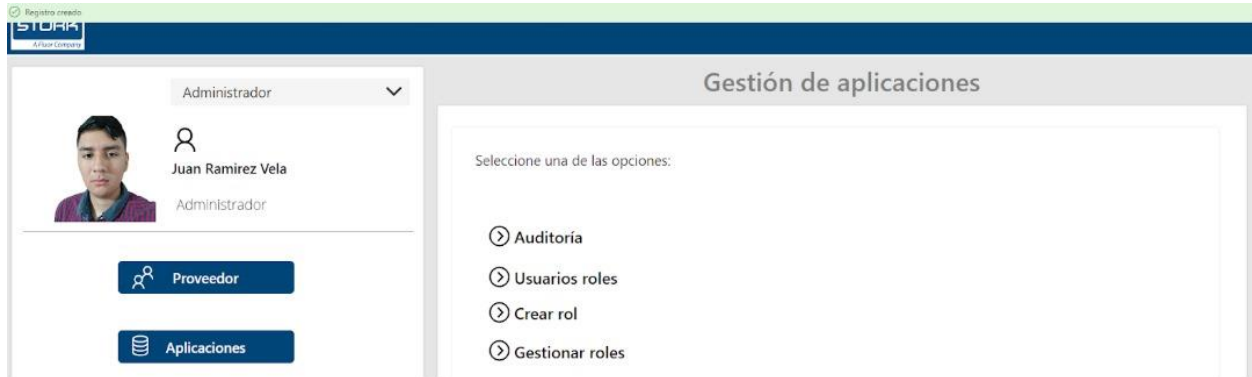 Registro creado
STORK
A Fluor Company
Administrador
Juan Ramirez Vela
Administrador
Proveedor
Aplicaciones
Gestión de aplicaciones
Seleccione una de las opciones:
Auditoría
Usuarios roles
Crear rol
Gestionar roles